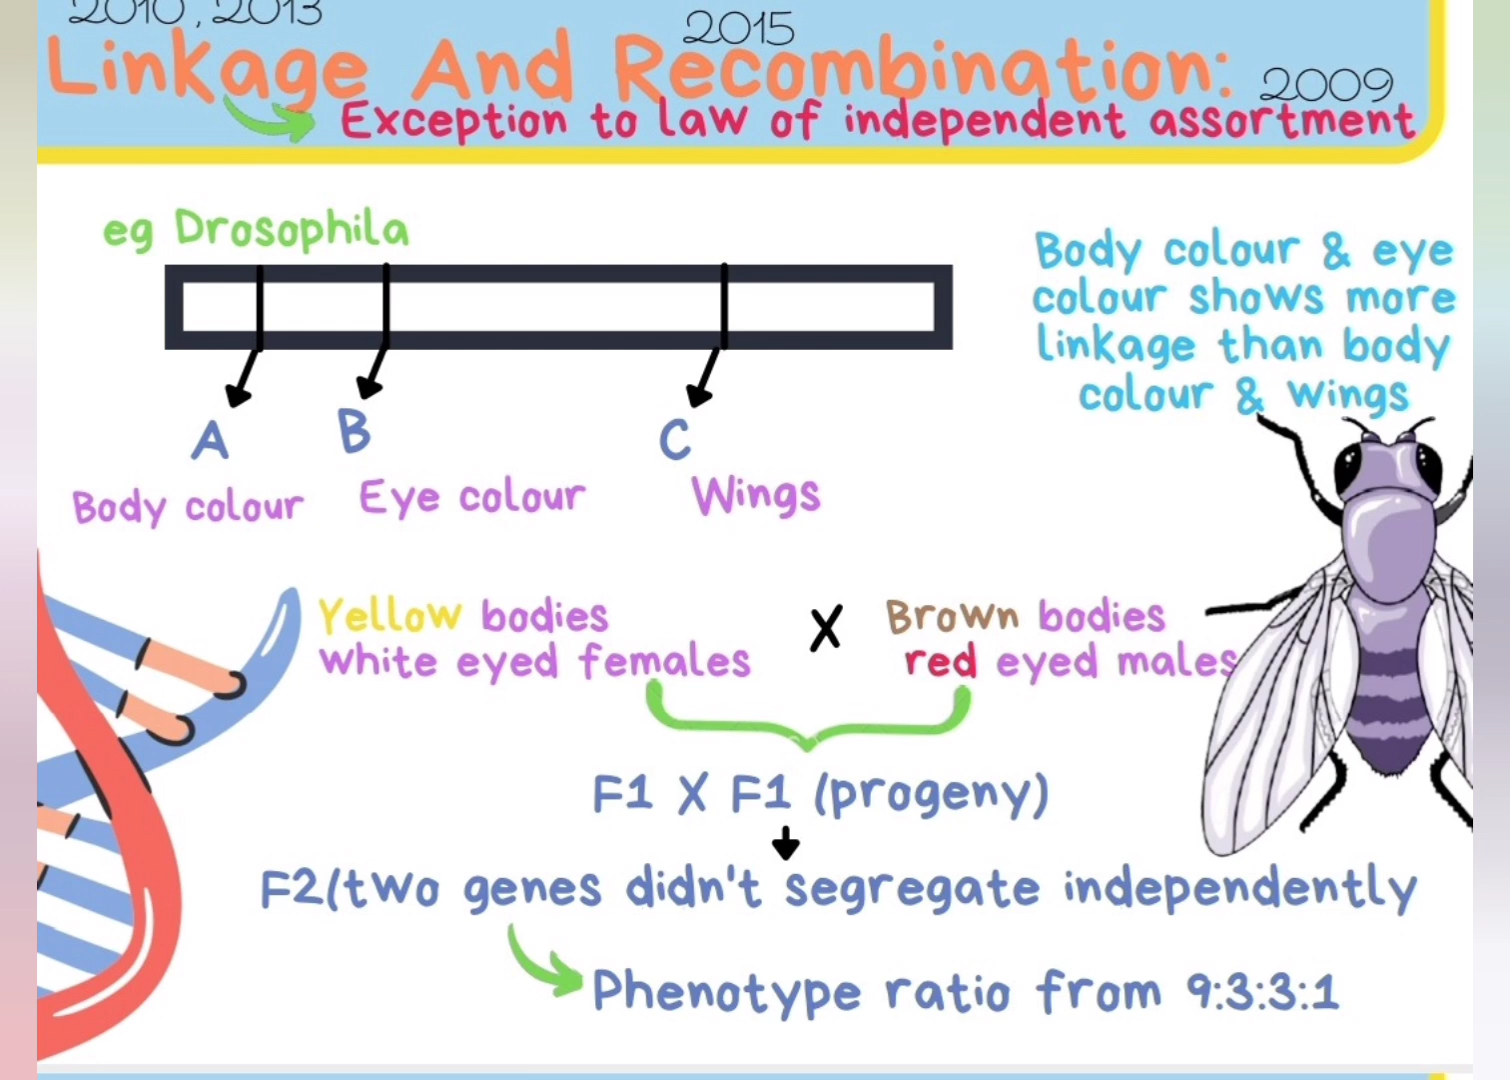 2010, 2013
2015
Linkage And Recombination:
2009
Exception to law of independent assortment
eg Drosophila
Body colour & eye
colour shows more
linkage than body
colour & wings
A
B
C
Body colour
Eye colour
Wings
Yellow bodies
white eyed females
X
Brown bodies
red eyed males
F1 X F1 (progeny)
F2(two genes didn't segregate independently
Phenotype ratio from 9:3:3:1